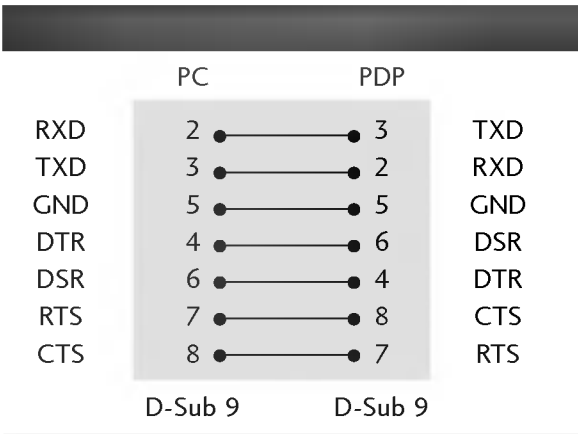 PC PDP
RXD 2 3 TXD
TXD 3 2 RXD
GND 5 5 GND
DTR 4 6 DSR
DSR 6 4 DTR
RTS 7 8 CTS
CTS 8 7 RTS
D-Sub 9 D-Sub 9